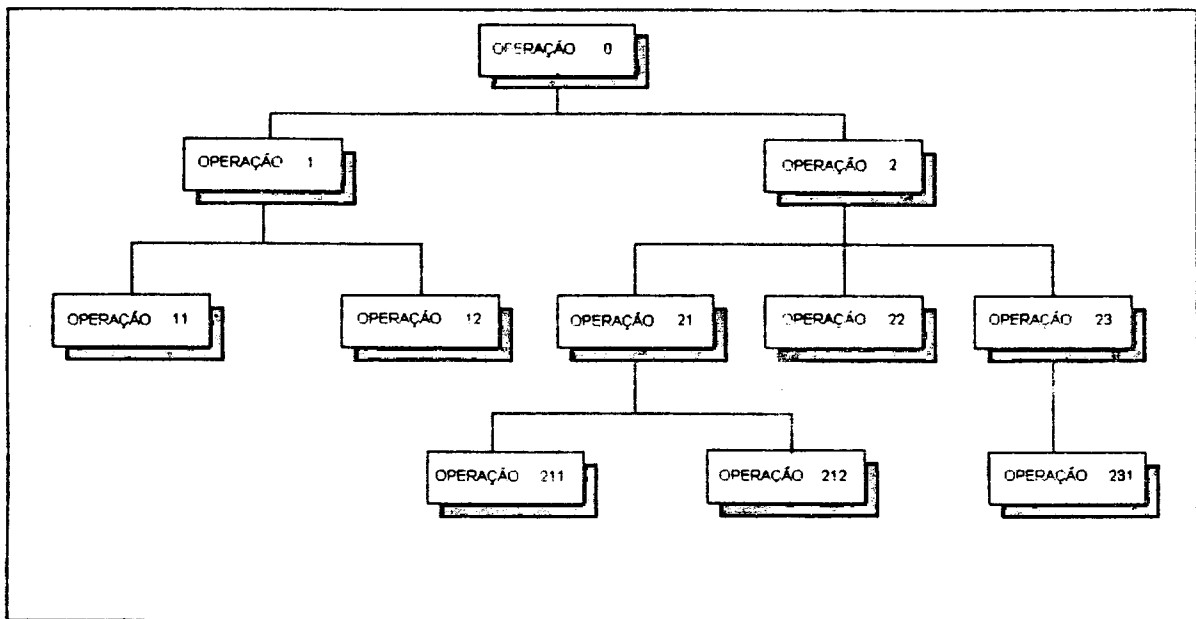 OPERAÇÃO 0
OPERAÇÃO 1
OPERAÇÃO 2
OPERAÇÃO 11
OPERAÇÃO 12
OPERAÇÃO 21
OPERAÇÃO 22
OPERAÇÃO 23
OPERAÇÃO 211
OPERAÇÃO 212
OPERAÇÃO 231